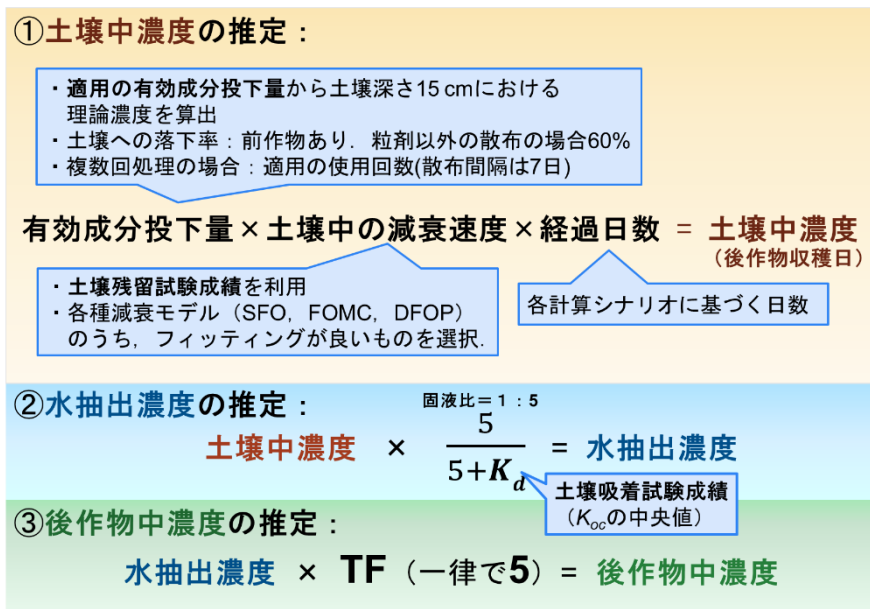 ①土壌中濃度の推定：
・適用の有効成分投下量から土壌深さ15 cmにおける
理論濃度を算出
・土壌への落下率：前作物あり．粒剤以外の散布の場合60%
・複数回処理の場合：適用の使用回数(散布間隔は7日)
有効成分投下量×土壌中の減衰速度×経過日数 = 土壌中濃度
（後作物収穫日）
・土壌残留試験成績を利用
・各種減衰モデル（SFO，FOMC，DFOP）
のうち，フィッティングが良いものを選択．
各計算シナリオに基づく日数
②水抽出濃度の推定：
固液比＝1：5
土壌中濃度 × 5/(5+Kd) = 水抽出濃度
土壌吸着試験成績
（Kocの中央値）
③後作物中濃度の推定：
水抽出濃度 × TF（一律で5）= 後作物中濃度